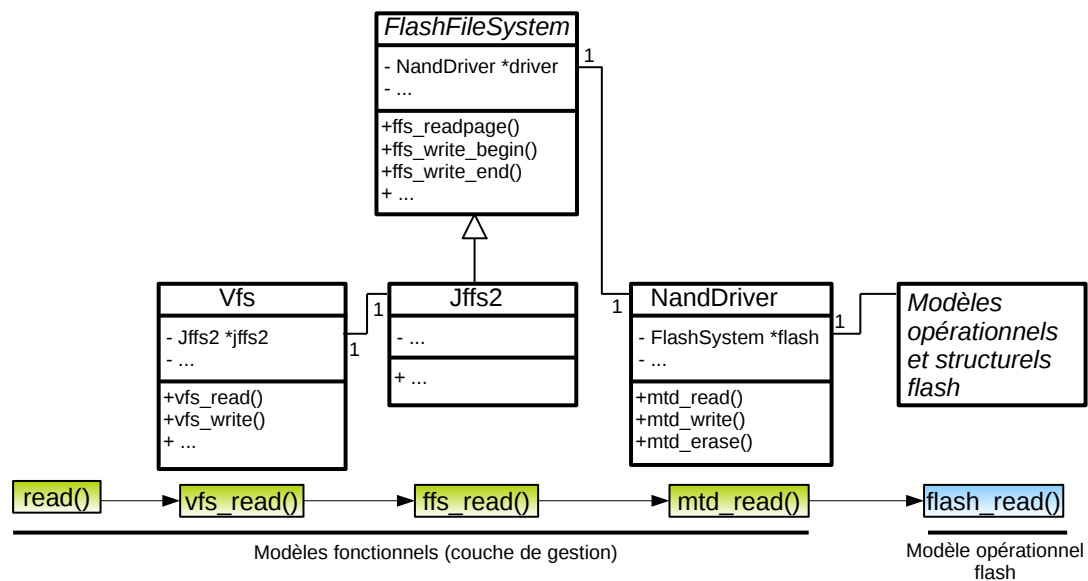 FlashFileSystem
- NandDriver *driver
- ...
+ffs_readpage()
+ffs_write_begin()
+ffs_write_end()
+ ...
1
1
Vfs
- Jffs2 *jffs2
- ...
+vfs_read()
+vfs_write()
+ ...
1
1
Jffs2
- ...
+ ...
NandDriver
- FlashSystem *flash
- ...
+mtd_read()
+mtd_write()
+mtd_erase()
1
Modèles
opérationnels
et structurels
flash
read()
vfs_read()
ffs_read()
mtd_read()
flash_read()
Modèles fonctionnels (couche de gestion)
Modèle opérationnel
flash